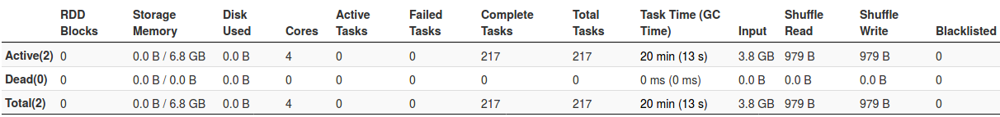 RDD Blocks Storage Memory Disk Used Cores Active Tasks Failed Tasks Complete Tasks Total Tasks Task Time (GC Time) Input Shuffle Read Shuffle Write Blacklisted
Active(2) 0 0.0 B / 6.8 GB 0.0 B 4 0 0 217 217 20 min (13 s) 3.8 GB 979 B 979 B 0
Dead(0) 0 0.0 B / 0.0 B 0.0 B 0 0 0 0 0 0 ms (0 ms) 0.0 B 0.0 B 0.0 B 0
Total(2) 0 0.0 B / 6.8 GB 0.0 B 4 0 0 217 217 20 min (13 s) 3.8 GB 979 B 979 B 0